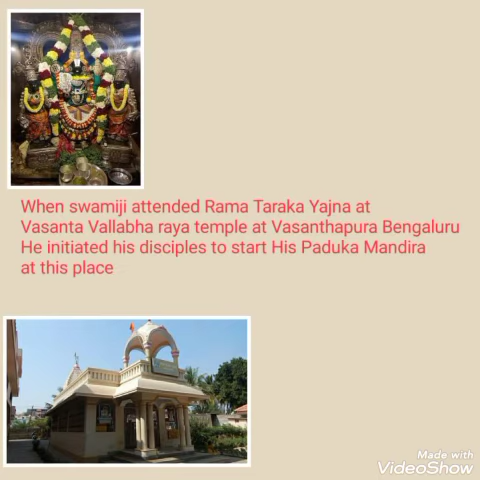 When swamiji attended Rama Taraka Yajna at
Vasanta Vallabha raya temple at Vasanthapura Bengaluru
He initiated his disciples to start His Paduka Mandira
at this place
Made with
VideoShow